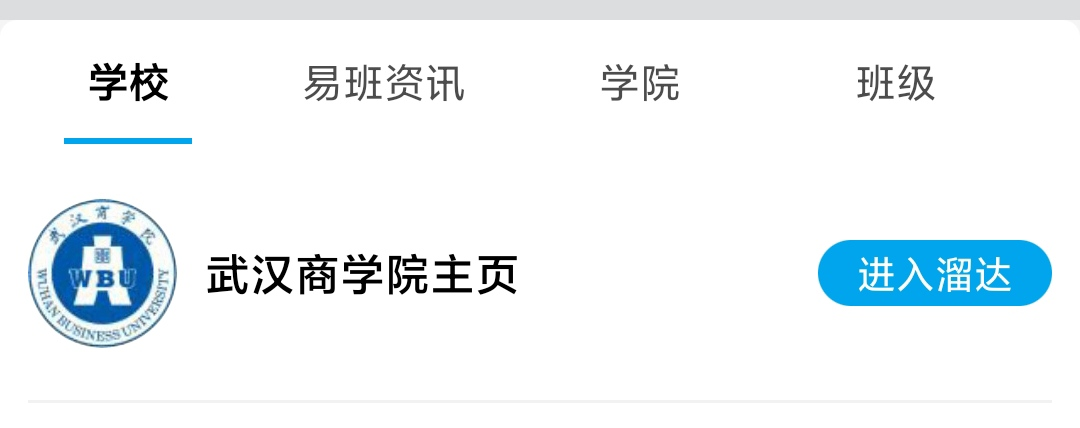 学校 易班资讯 学院 班级
武汉商学院
WBU
WUHAN BUSINESS UNIVERSITY
武汉商学院主页 进入溜达